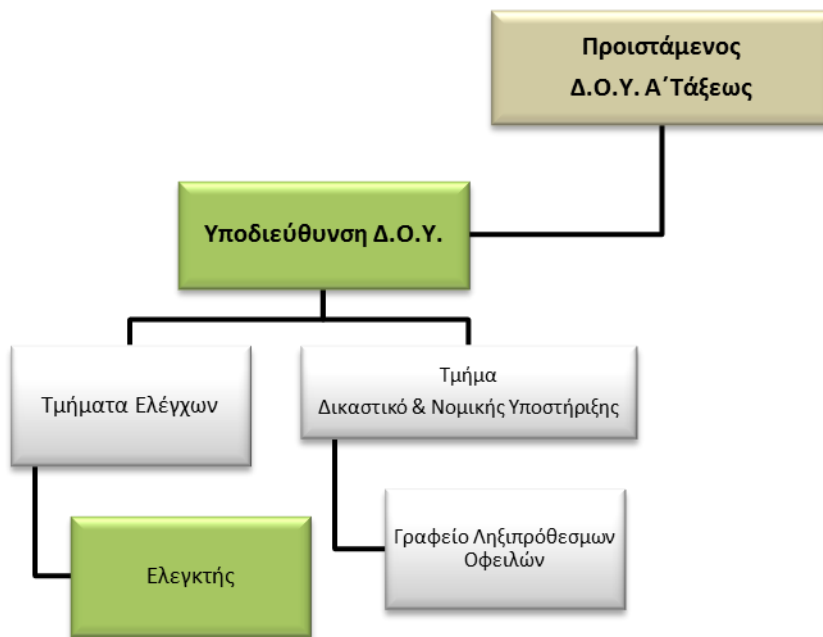 Προιστάμενος
Δ.Ο.Υ. Α΄Τάξεως
Υποδιεύθυνση Δ.Ο.Υ.
Τμήματα Ελέγχων
Τμήμα
Δικαστικό & Νομικής Υποστήριξης
Ελεγκτής
Γραφείο Ληξιπρόθεσμων
Οφειλών